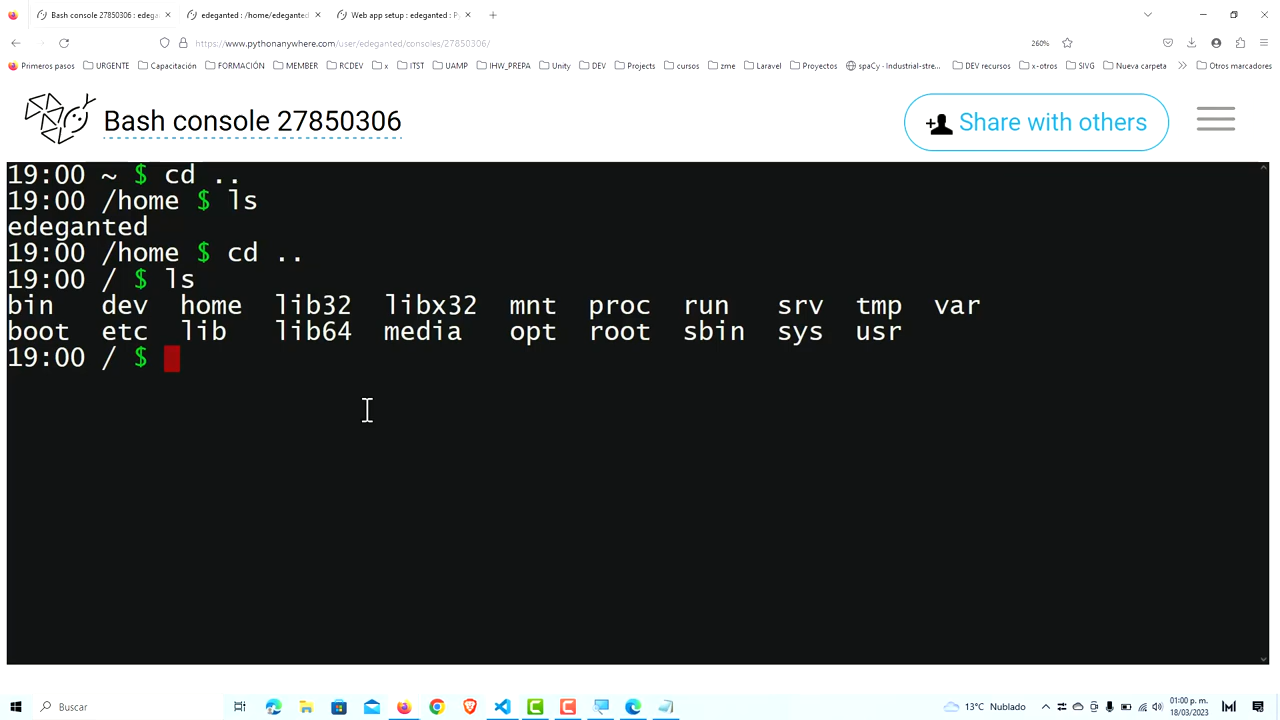 Bash console 27850306 : edega
edeganted : /home/edeganted
Web app setup : edeganted : P
https://www.pythonanywhere.com/user/edeganted/consoles/27850306/
260%
Primeros pasos URGENTE Capacitación FORMACIÓN MEMBER RCDEV x ITST UAMP IHW_PREPA Unity DEV Projects cursos zme Laravel Proyectos spaCy · Industrial-stre... DEV recursos x-otros SIVG Nueva carpeta Otros marcadores
Bash console 27850306
Share with others
19:00 ~ $ cd ..
19:00 /home $ ls
edeganted
19:00 /home $ cd ..
19:00 / $ ls
bin dev home lib32 libx32 mnt proc run srv tmp var
boot etc lib lib64 media opt root sbin sys usr
19:00 / $
Buscar
13°C Nublado
01:00 p. m.
18/03/2023